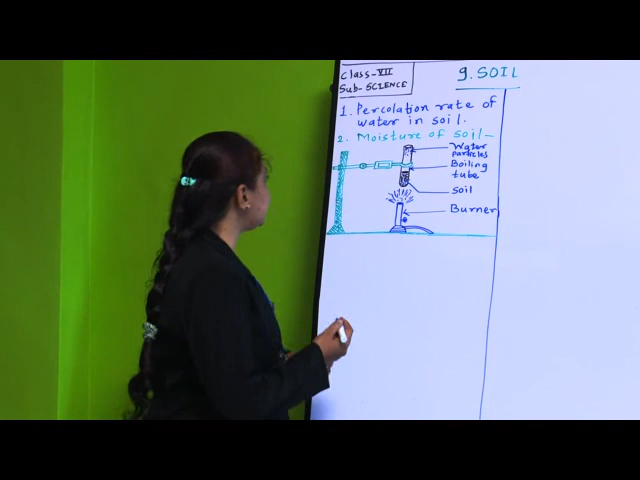 Class-VII
Sub-SCIENCE
9. SOIL
1. Percolation rate of
water in soil.
2. Moisture of soil-
Water
particles
Boiling
tube
Soil
Burner